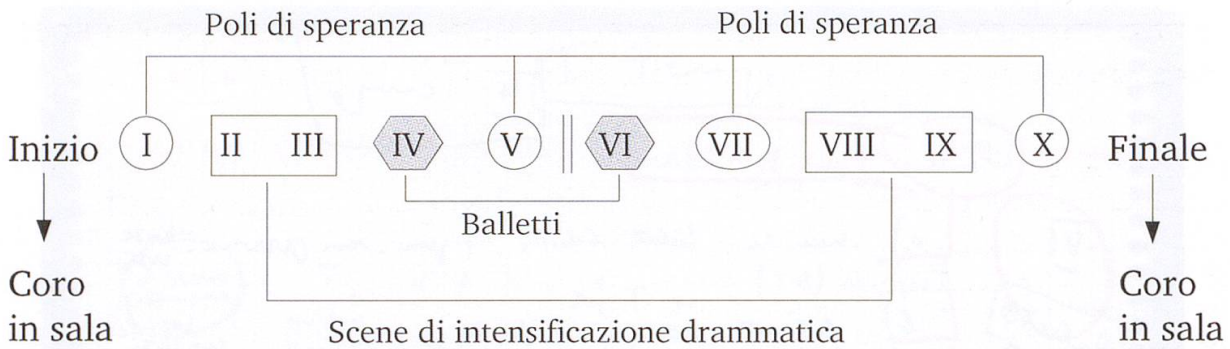 Poli di speranza Poli di speranza
Inizio I II III IV V VI VII VIII IX X Finale
Balletti
Coro
in sala
Coro
in sala
Scene di intensificazione drammatica